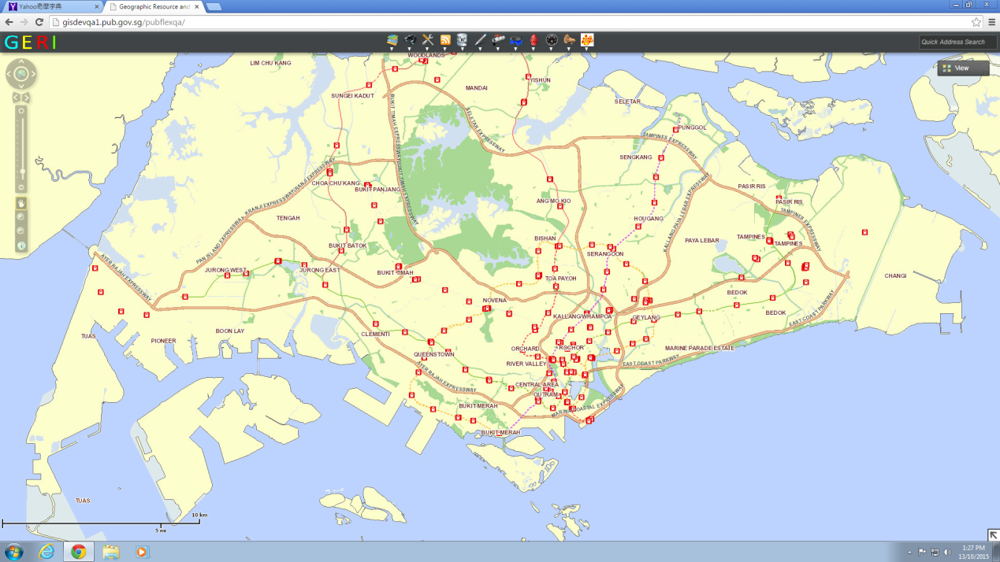 Yahoo奇摩字典
Geographic Resource and
gisdevqa1.pub.gov.sg/pubflexqa/
GERI
Quick Address Search
View
WOODLANDS
LIM CHU KANG
YISHUN
MANDAI
SUNGEI KADUT
SELETAR
BUKIT TIMAH EXPRESSWAY
BUKIT TIMAH EXPRESSWAY
SELETAR EXPRESSWAY
PUNGGOL
TAMPINES EXPRESSWAY
SENGKANG
KRANJI EXPRESSWAY
KRANJI EXPRESSWAY
CHOA CHU KANG
BUKIT PANJANG
PASIR RIS
ANG MO KIO
PASIR RIS
TAMPINES EXPRESSWAY
KALLANG PAYA LEBAR EXPRESSWAY
TENGAH
HOUGANG
PAN ISLAND EXPRESSWAY
BISHAN
PAYA LEBAR
TAMPINES
TAMPINES
BUKIT BATOK
SERANGOON
JURONG WEST
JURONG EAST
BUKIT TIMAH
TOA PAYOH
CHANGI
AYER RAJAH EXPRESSWAY
BEDOK
NOVENA
BEDOK
EAST COAST PARKWAY
KALLANG/WHAMPOA
GEYLANG
BOON LAY
CLEMENTI
TUAS
PIONEER
ORCHARD
ROCHOR
MARINE PARADE ESTATE
QUEENSTOWN
RIVER VALLEY
EAST COAST PARKWAY
AYER RAJAH EXPRESSWAY
CENTRAL AREA
OUTRAM
BUKIT MERAH
MARINA COASTAL EXPRESSWAY
BUKIT MERAH
TUAS
10 km
5 mi
1:27 PM
13/10/2015